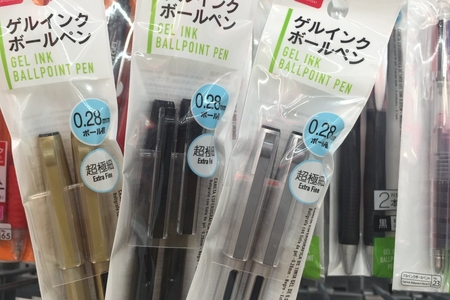 ゲルインク
ボールペン
GEL INK
BALLPOINT PEN
0.28mm
ボール径
超極細
Extra Fine
ゲルインク
ボールペン
GEL INK
BALLPOINT PEN
0.28mm
ボール径
超極細
Extra Fine
ゲルインク
ボールペン
GEL INK
BALLPOINT PEN
0.28mm
ボール径
超極細
Extra Fine
2本
黒